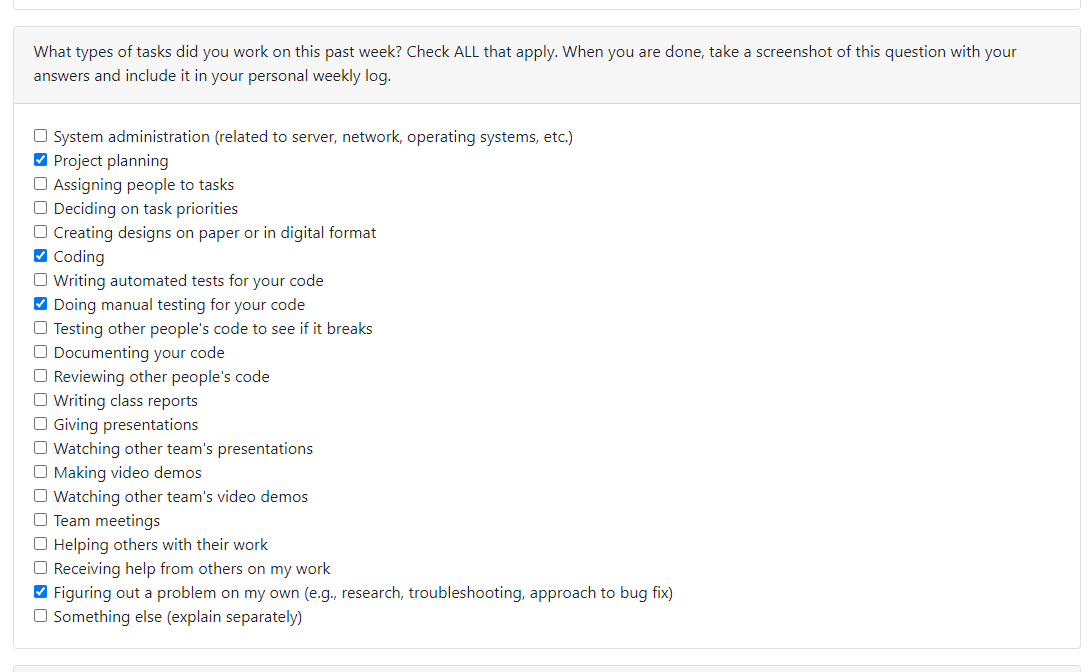 What types of tasks did you work on this past week? Check ALL that apply. When you are done, take a screenshot of this question with your
answers and include it in your personal weekly log.
System administration (related to server, network, operating systems, etc.)
Project planning
Assigning people to tasks
Deciding on task priorities
Creating designs on paper or in digital format
Coding
Writing automated tests for your code
Doing manual testing for your code
Testing other people's code to see if it breaks
Documenting your code
Reviewing other people's code
Writing class reports
Giving presentations
Watching other team's presentations
Making video demos
Watching other team's video demos
Team meetings
Helping others with their work
Receiving help from others on my work
Figuring out a problem on my own (e.g., research, troubleshooting, approach to bug fix)
Something else (explain separately)